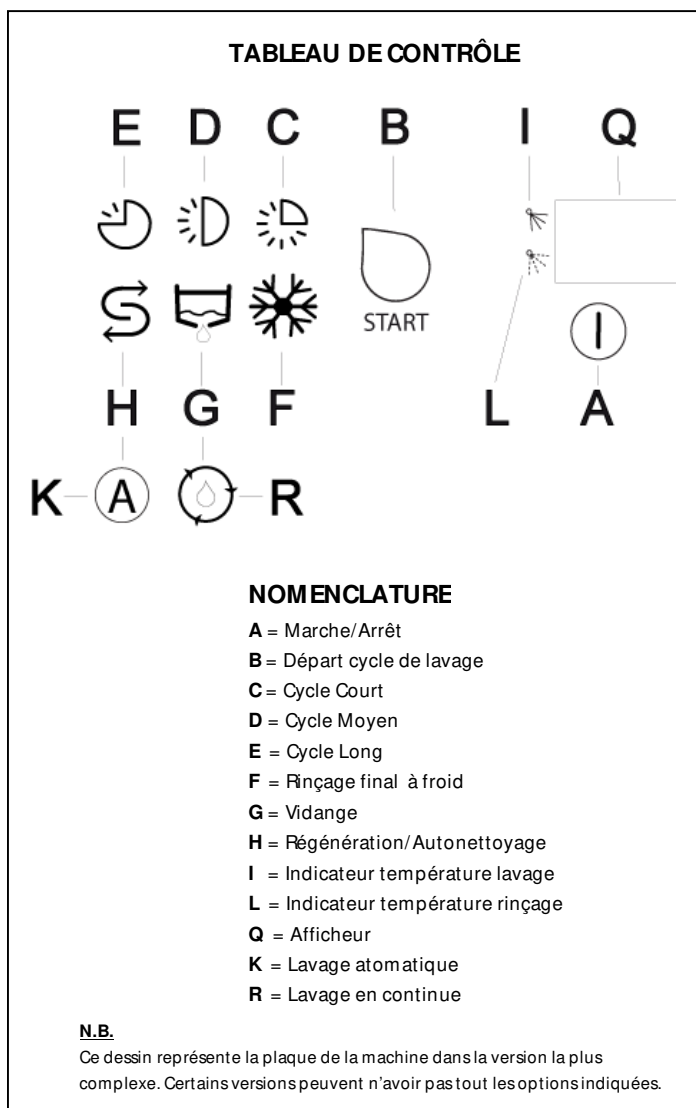 TABLEAU DE CONTRÔLE
E D C B I Q
START
H G F L A
K A R
NOMENCLATURE
A = Marche/Arrêt
B = Départ cycle de lavage
C = Cycle Court
D = Cycle Moyen
E = Cycle Long
F = Rinçage final à froid
G = Vidange
H = Régénération/Autonettoyage
I = Indicateur température lavage
L = Indicateur température rinçage
Q = Afficheur
K = Lavage atomatique
R = Lavage en continue
N.B.
Ce dessin représente la plaque de la machine dans la version la plus
complexe. Certains versions peuvent n’avoir pas tout les options indiquées.